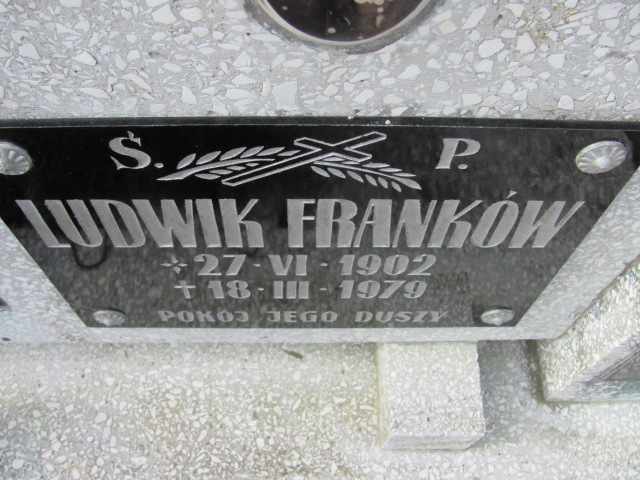 Ś. P.
LUDWIK FRANKÓW
* 27 · VI · 1902
† 18 · III · 1979
POKÓJ JEGO DUSZY